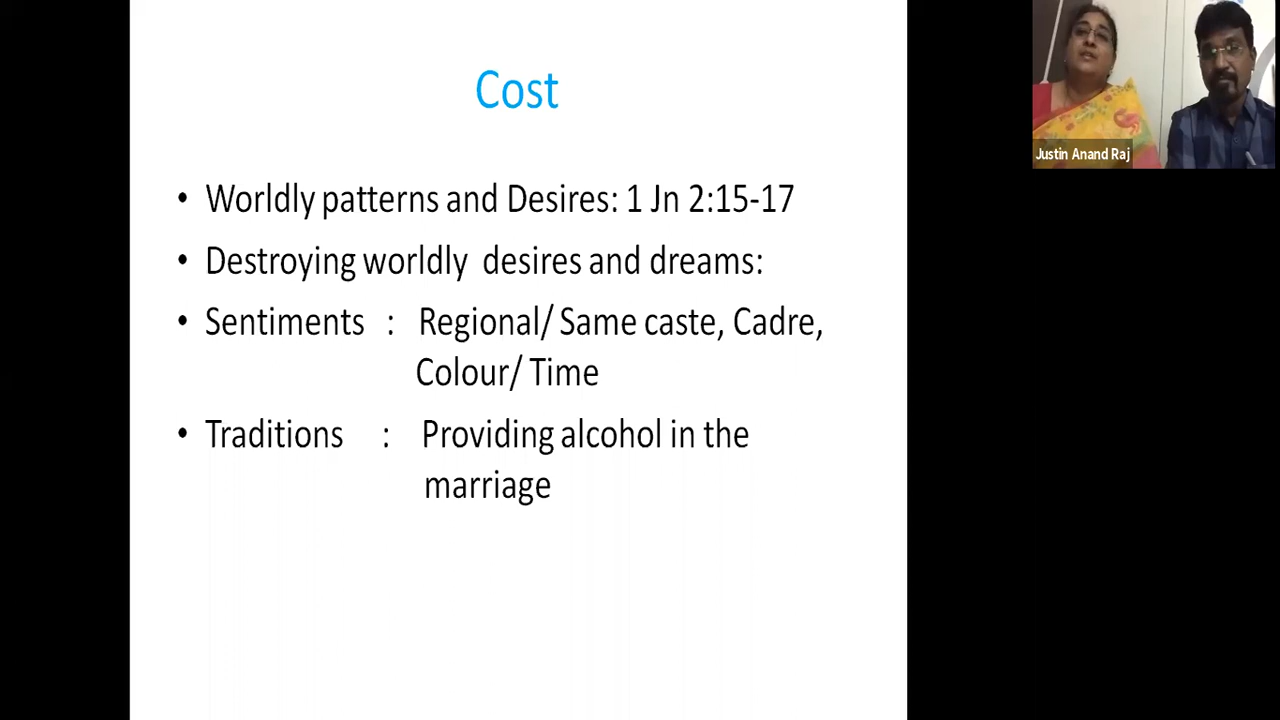 Cost
• Worldly patterns and Desires: 1 Jn 2:15-17
• Destroying worldly desires and dreams:
• Sentiments : Regional/ Same caste, Cadre,
Colour/ Time
• Traditions : Providing alcohol in the
marriage
Justin Anand Raj